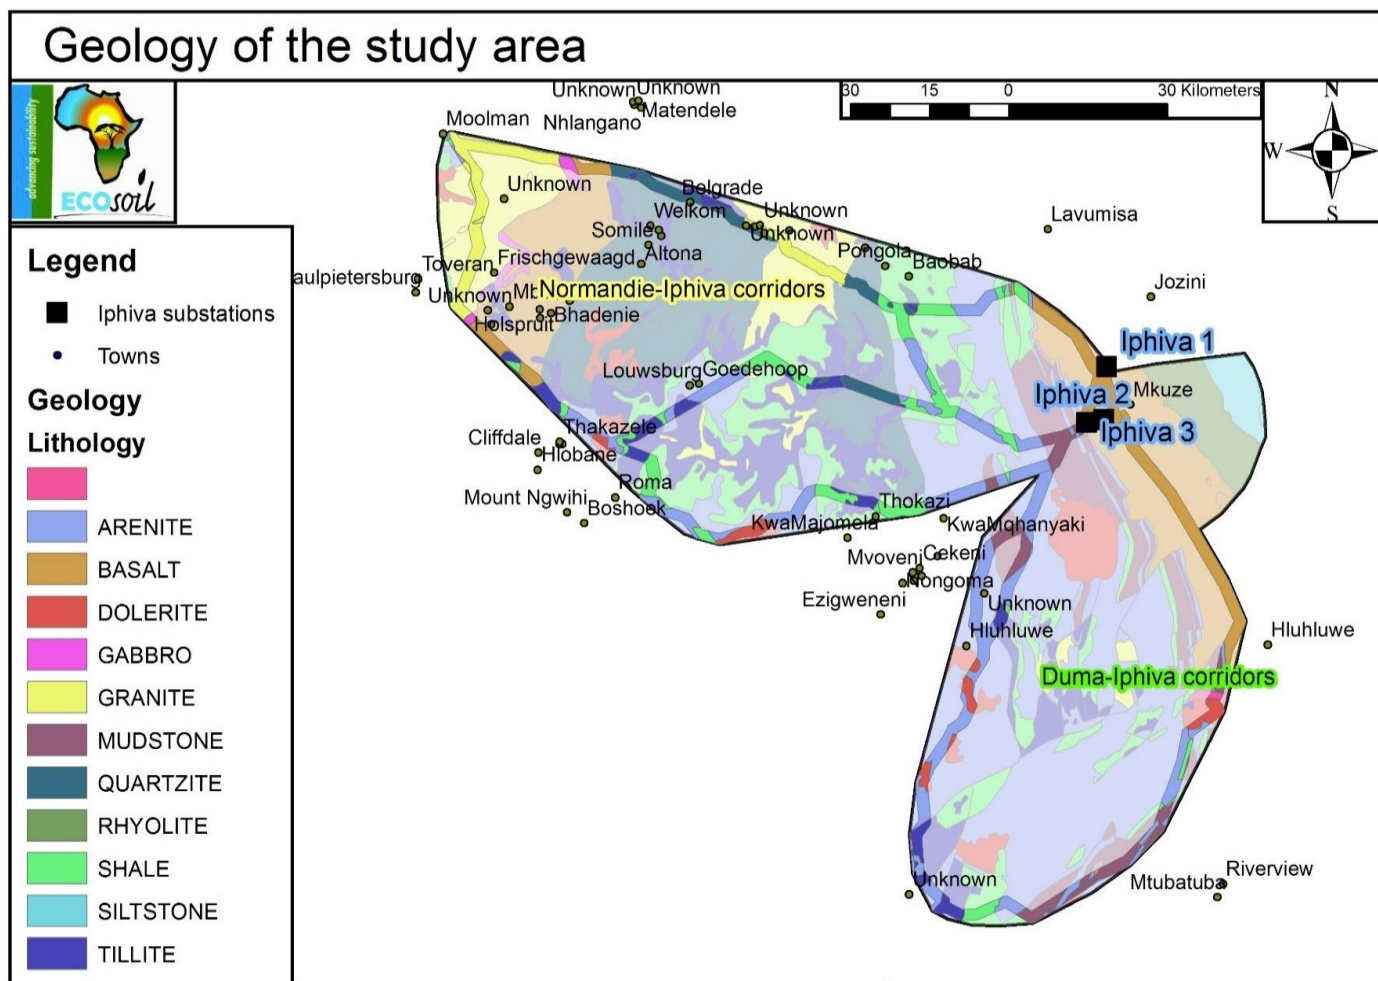 Geology of the study area
advancing sustainability
ECOsoil
30 15 0 30 Kilometers
N
W
S
Legend
Iphiva substations
Towns
Geology
Lithology
ARENITE
BASALT
DOLERITE
GABBRO
GRANITE
MUDSTONE
QUARTZITE
RHYOLITE
SHALE
SILTSTONE
TILLITE
Unknown Unknown
Matendele
Nhlangano
Moolman
Unknown
Belgrade
Welkom
Unknown
Somile
Unknown
Lavumisa
Altona
Pongola
Baobab
Toveran
Frischgewaagd
aulpietersburg
Jozini
Unknown
Normandie-Iphiva corridors
Bhadenie
Holspruit
Iphiva 1
Louwsburg
Goedehoop
Iphiva 2
Mkuze
Iphiva 3
Thakazele
Cliffdale
Hlobane
Roma
Mount Ngwihi
Boshoek
Thokazi
KwaMajomela
KwaMqhanyaki
Mvoveni
Cekeni
Nongoma
Ezigweneni
Unknown
Hluhluwe
Hluhluwe
Duma-Iphiva corridors
Unknown
Riverview
Mtubatuba